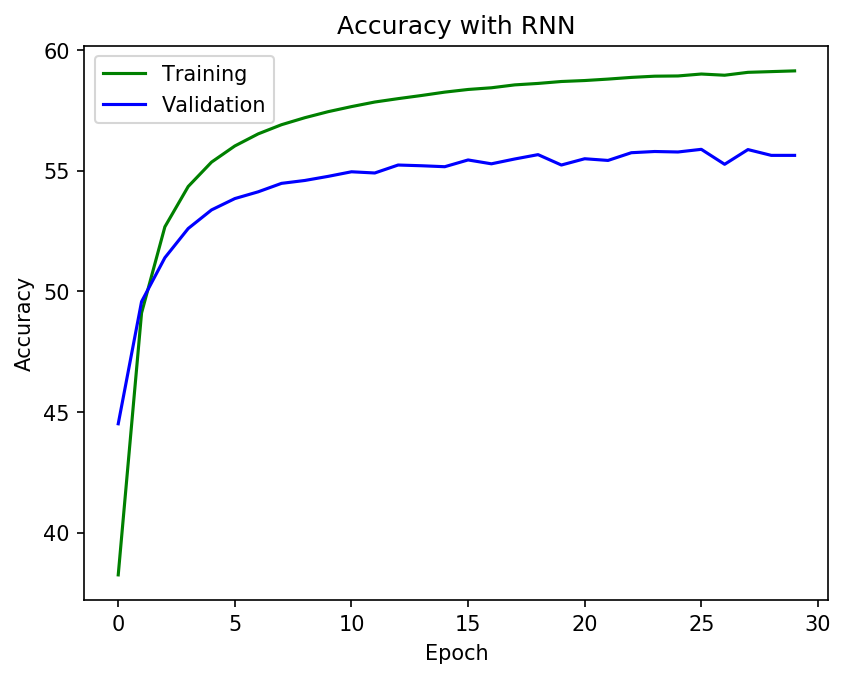 Accuracy with RNN
Training
Validation
60
55
50
45
40
Accuracy
0 5 10 15 20 25 30
Epoch